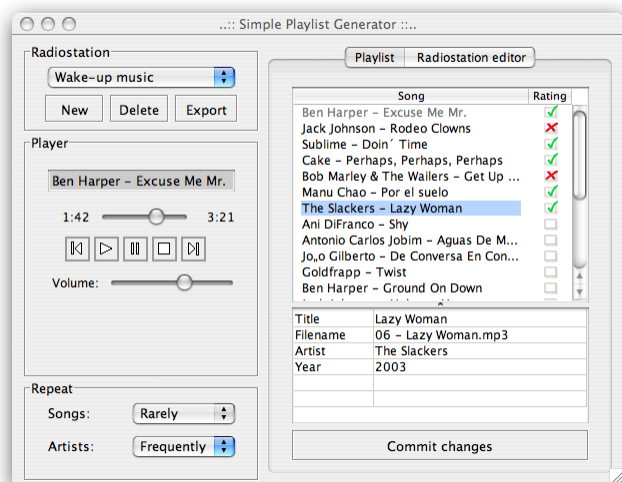 ..:: Simple Playlist Generator ::..
Radiostation
Wake-up music
New Delete Export
Player
Ben Harper – Excuse Me Mr.
1:42 3:21
Volume:
Repeat
Songs: Rarely
Artists: Frequently
Playlist Radiostation editor
Song Rating
Ben Harper – Excuse Me Mr.
Jack Johnson – Rodeo Clowns
Sublime – Doin´ Time
Cake – Perhaps, Perhaps, Perhaps
Bob Marley & The Wailers – Get Up ...
Manu Chao – Por el suelo
The Slackers – Lazy Woman
Ani DiFranco – Shy
Antonio Carlos Jobim – Aguas De M...
Jo„o Gilberto – De Conversa En Con...
Goldfrapp – Twist
Ben Harper – Ground On Down
Title Lazy Woman
Filename 06 – Lazy Woman.mp3
Artist The Slackers
Year 2003
Commit changes